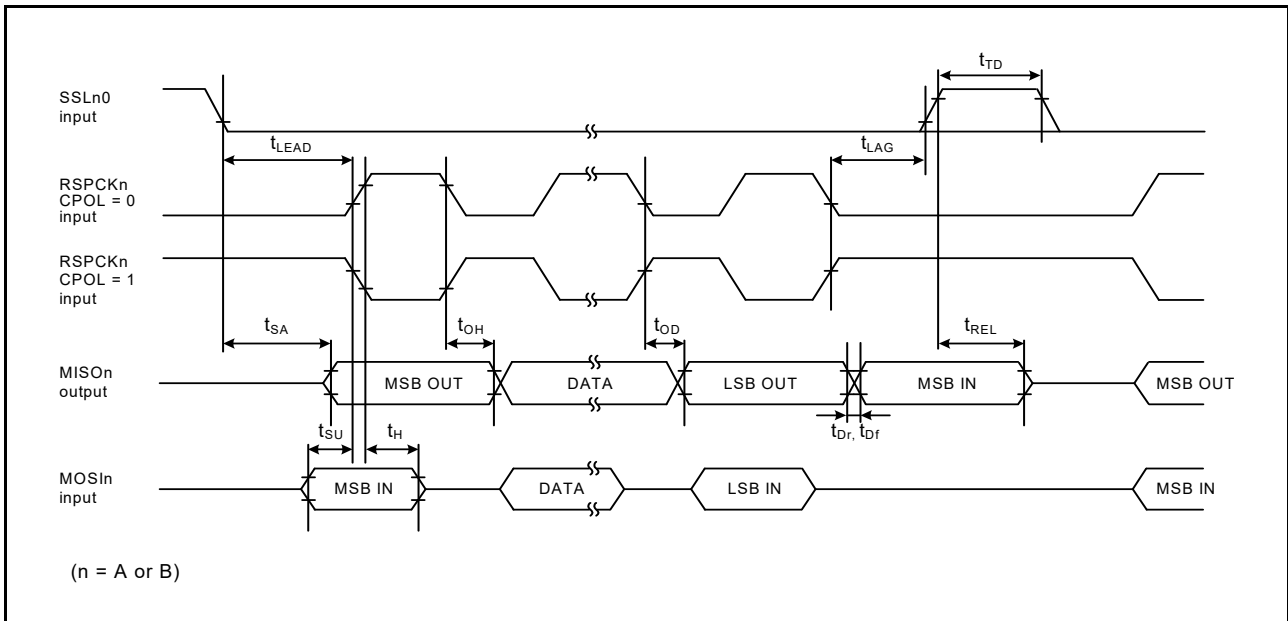 SSLn0
input
tTD
tLEAD
tLAG
RSPCKn
CPOL = 0
input
RSPCKn
CPOL = 1
input
tSA
tOH
tOD
tREL
MISOn
output
MSB OUT
DATA
LSB OUT
MSB IN
MSB OUT
tSU
tH
tDr, tDf
MOSIn
input
MSB IN
DATA
LSB IN
MSB IN
(n = A or B)